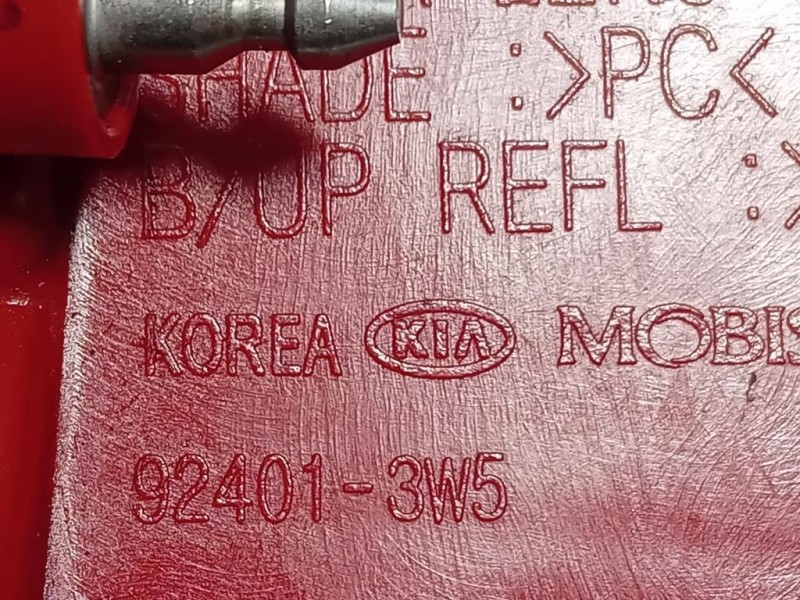 SHADE :>PC<
B/UP REFL :>
KOREA KIA MOBIS
92401-3W5